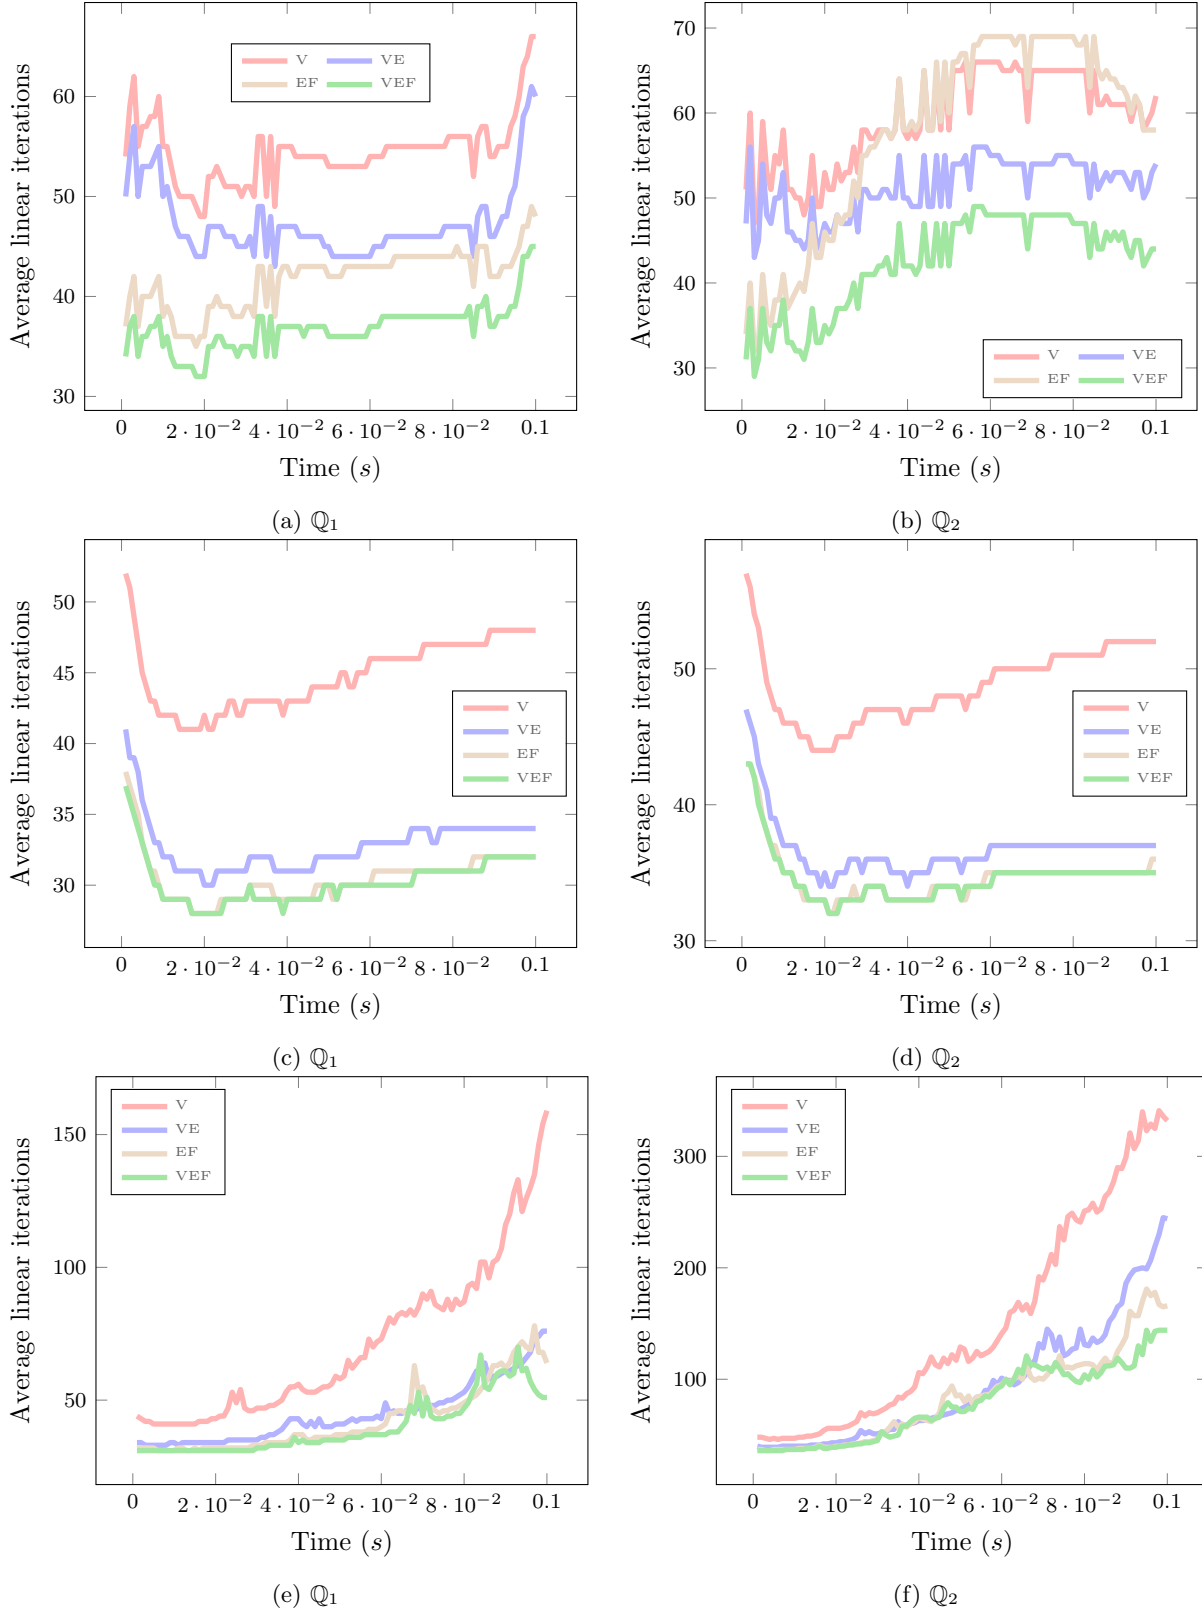 Average linear iterations
60
50
40
30
V VE
EF VEF
0 2 · 10−2 4 · 10−2 6 · 10−2 8 · 10−2 0.1
Time (s)
(a) ℚ1
Average linear iterations
70
60
50
40
30
V VE
EF VEF
0 2 · 10−2 4 · 10−2 6 · 10−2 8 · 10−2 0.1
Time (s)
(b) ℚ2
Average linear iterations
50
45
40
35
30
V
VE
EF
VEF
0 2 · 10−2 4 · 10−2 6 · 10−2 8 · 10−2 0.1
Time (s)
(c) ℚ1
Average linear iterations
50
40
30
V
VE
EF
VEF
0 2 · 10−2 4 · 10−2 6 · 10−2 8 · 10−2 0.1
Time (s)
(d) ℚ2
Average linear iterations
150
100
50
V
VE
EF
VEF
0 2 · 10−2 4 · 10−2 6 · 10−2 8 · 10−2 0.1
Time (s)
(e) ℚ1
Average linear iterations
300
200
100
V
VE
EF
VEF
0 2 · 10−2 4 · 10−2 6 · 10−2 8 · 10−2 0.1
Time (s)
(f) ℚ2